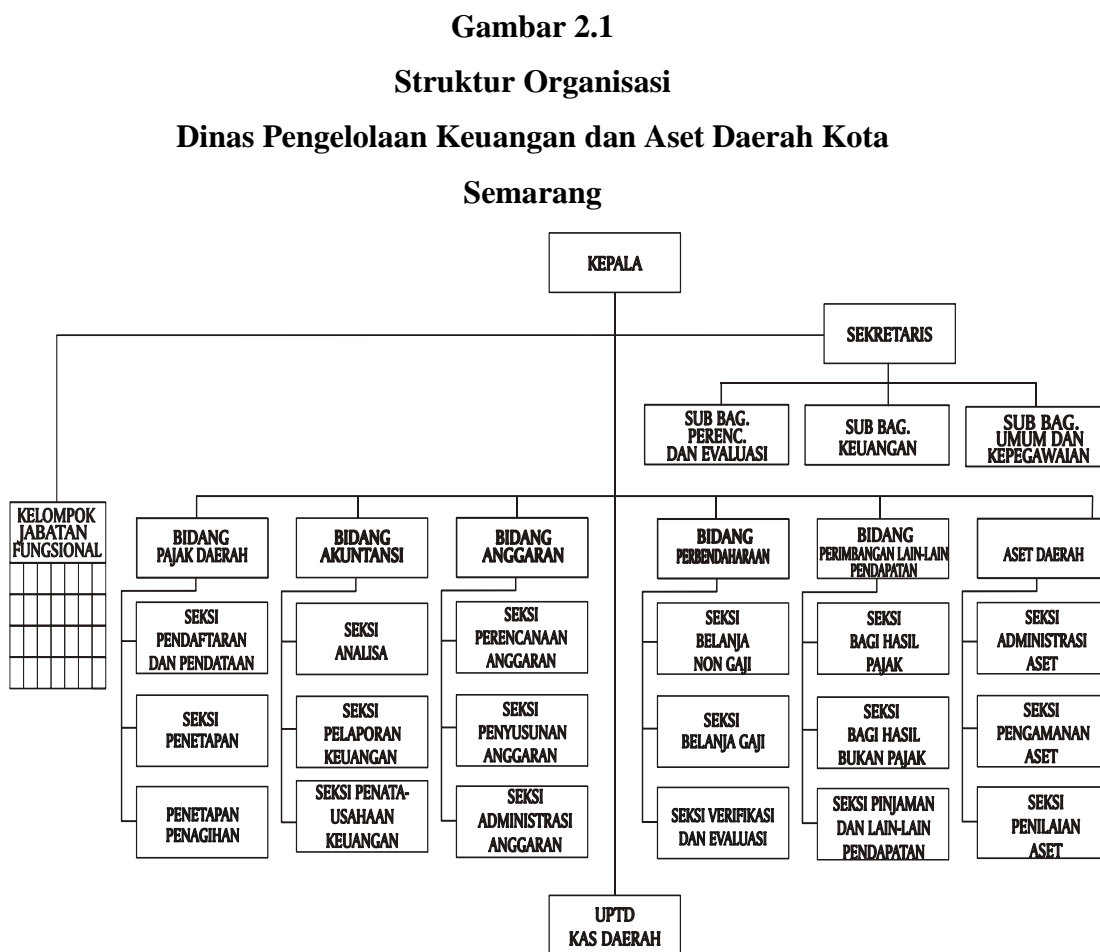 Gambar 2.1
Struktur Organisasi
Dinas Pengelolaan Keuangan dan Aset Daerah Kota
Semarang
KEPALA
SEKRETARIS
SUB BAG.
PERENC.
DAN EVALUASI
SUB BAG.
KEUANGAN
SUB BAG.
UMUM DAN
KEPEGAWAIAN
KELOMPOK
JABATAN
FUNGSIONAL
BIDANG
PAJAK DAERAH
BIDANG
AKUNTANSI
BIDANG
ANGGARAN
BIDANG
PERBENDAHARAAN
BIDANG
PERIMBANGAN LAIN-LAIN
PENDAPATAN
ASET DAERAH
SEKSI
PENDAFTARAN
DAN PENDATAAN
SEKSI
ANALISA
SEKSI
PERENCANAAN
ANGGARAN
SEKSI
BELANJA
NON GAJI
SEKSI
BAGI HASIL
PAJAK
SEKSI
ADMINISTRASI
ASET
SEKSI
PENETAPAN
SEKSI
PELAPORAN
KEUANGAN
SEKSI
PENYUSUNAN
ANGGARAN
SEKSI
BELANJA GAJI
SEKSI
BAGI HASIL
BUKAN PAJAK
SEKSI
PENGAMANAN
ASET
PENETAPAN
PENAGIHAN
SEKSI PENATA-
USAHAAN
KEUANGAN
SEKSI
ADMINISTRASI
ANGGARAN
SEKSI VERIFIKASI
DAN EVALUASI
SEKSI PINJAMAN
DAN LAIN-LAIN
PENDAPATAN
SEKSI
PENILAIAN
ASET
UPTD
KAS DAERAH